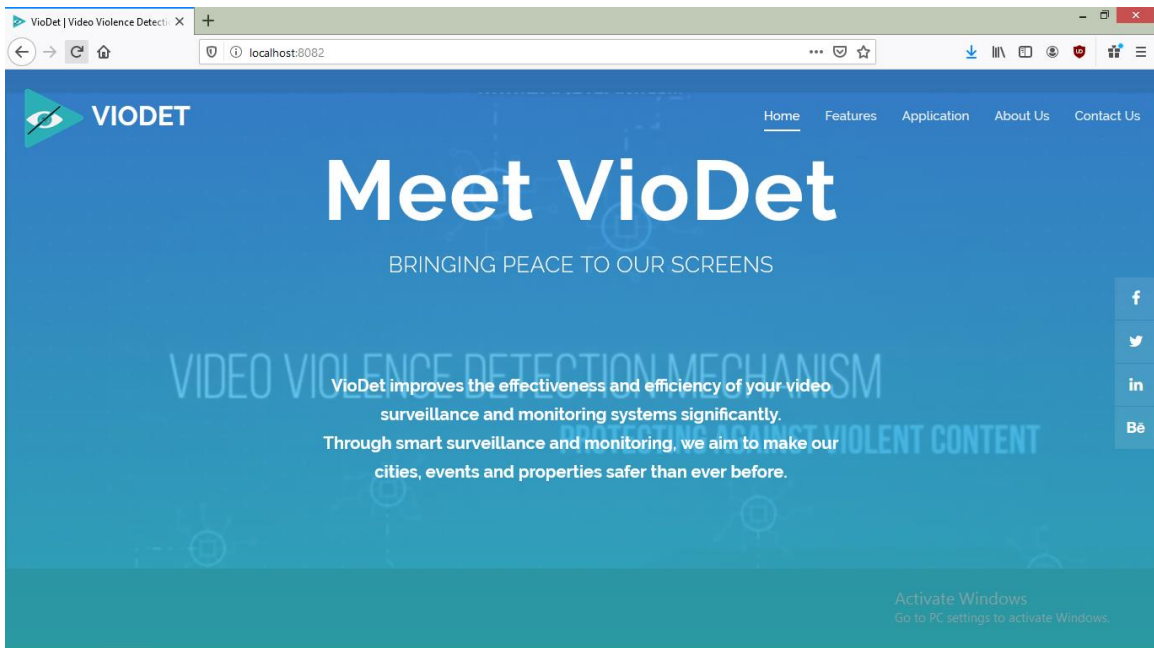 VioDet | Video Violence Detectio
localhost:8082
VIODET
Home Features Application About Us Contact Us
Meet VioDet
BRINGING PEACE TO OUR SCREENS
VIDEO VIOLENCE DETECTION MECHANISM
VioDet improves the effectiveness and efficiency of your video
surveillance and monitoring systems significantly.
PROTECTING AGAINST VIOLENT CONTENT
Through smart surveillance and monitoring, we aim to make our
cities, events and properties safer than ever before.
f
in
Bē
Activate Windows
Go to PC settings to activate Windows.